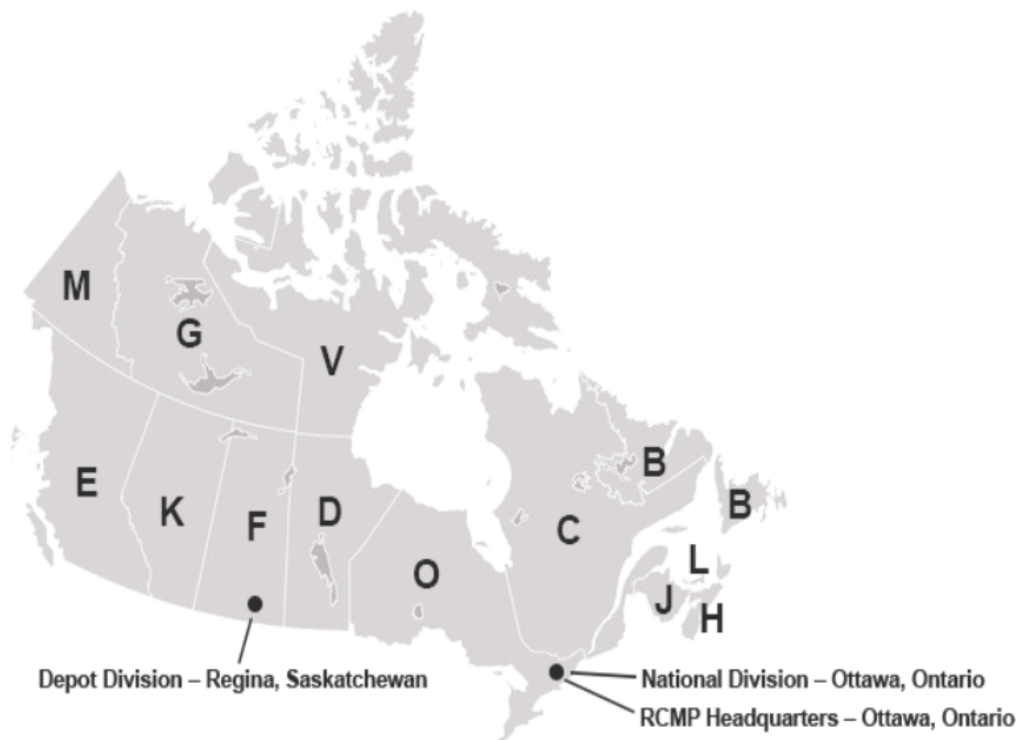 M
G
V
E
K
F
D
O
C
B
B
L
J
H
Depot Division – Regina, Saskatchewan
National Division – Ottawa, Ontario
RCMP Headquarters – Ottawa, Ontario